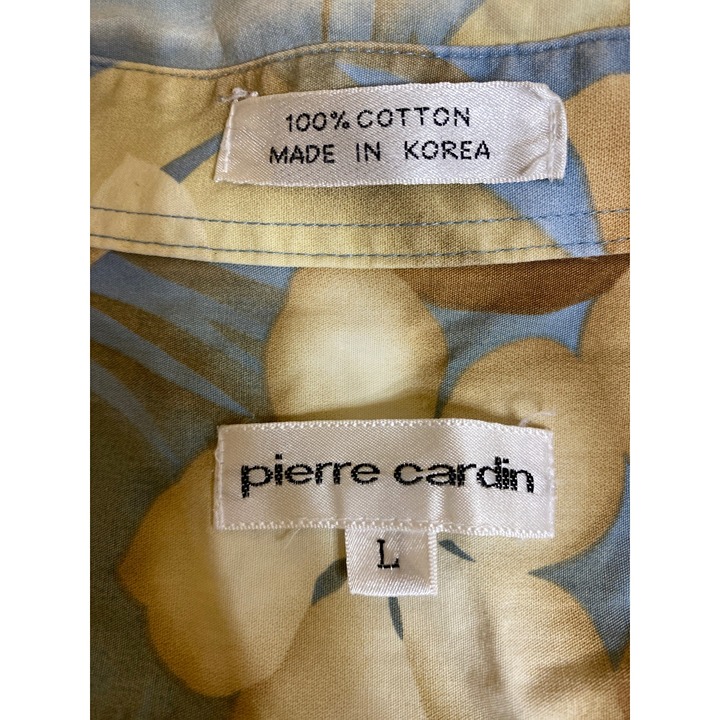 100% COTTON
MADE IN KOREA
pierre cardin
L